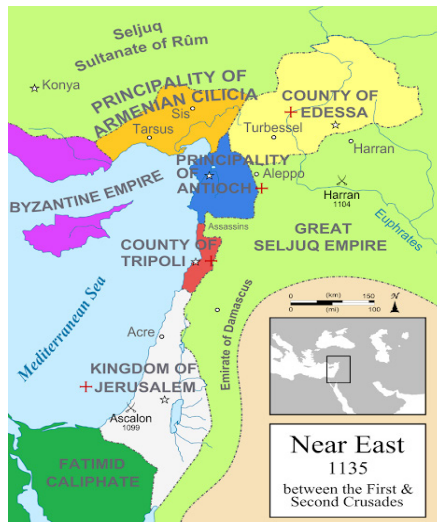 Seljuq
Sultanate of Rûm
Konya
PRINCIPALITY OF
ARMENIAN CILICIA
Sis
Tarsus
COUNTY OF
EDESSA
Turbessel
Harran
PRINCIPALITY
OF
ANTIOCH
Aleppo
BYZANTINE EMPIRE
Harran
1104
Euphrates
Assassins
GREAT
SELJUQ EMPIRE
COUNTY OF
TRIPOLI
Mediterranean Sea
Emirate of Damascus
Acre
KINGDOM OF
JERUSALEM
Ascalon
1099
FATIMID
CALIPHATE
0 (km) 150
0 (mi) 100
N
Near East
1135
between the First &
Second Crusades